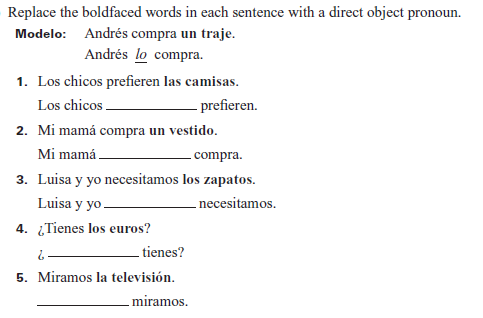 Replace the boldfaced words in each sentence with a direct object pronoun.
Modelo: Andrés compra un traje.
Andrés lo compra.
1. Los chicos prefieren las camisas.
Los chicos ____________ prefieren.
2. Mi mamá compra un vestido.
Mi mamá ____________ compra.
3. Luisa y yo necesitamos los zapatos.
Luisa y yo ____________ necesitamos.
4. ¿Tienes los euros?
¿ ____________ tienes?
5. Miramos la televisión.
____________ miramos.